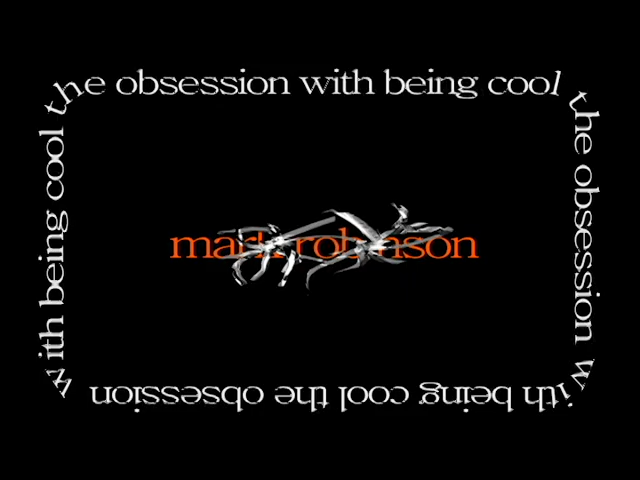 the obsession with being cool
the obsession with being cool the obsession with being cool
mark robinson